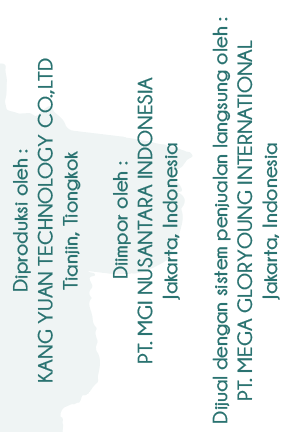 Diproduksi oleh :
KANG YUAN TECHNOLOGY CO.,LTD
Tianjin, Tiongkok
Diimpor oleh :
PT. MGI NUSANTARA INDONESIA
Jakarta, Indonesia
Dijual dengan sistem penjualan langsung oleh :
PT. MEGA GLORYOUNG INTERNATIONAL
Jakarta, Indonesia